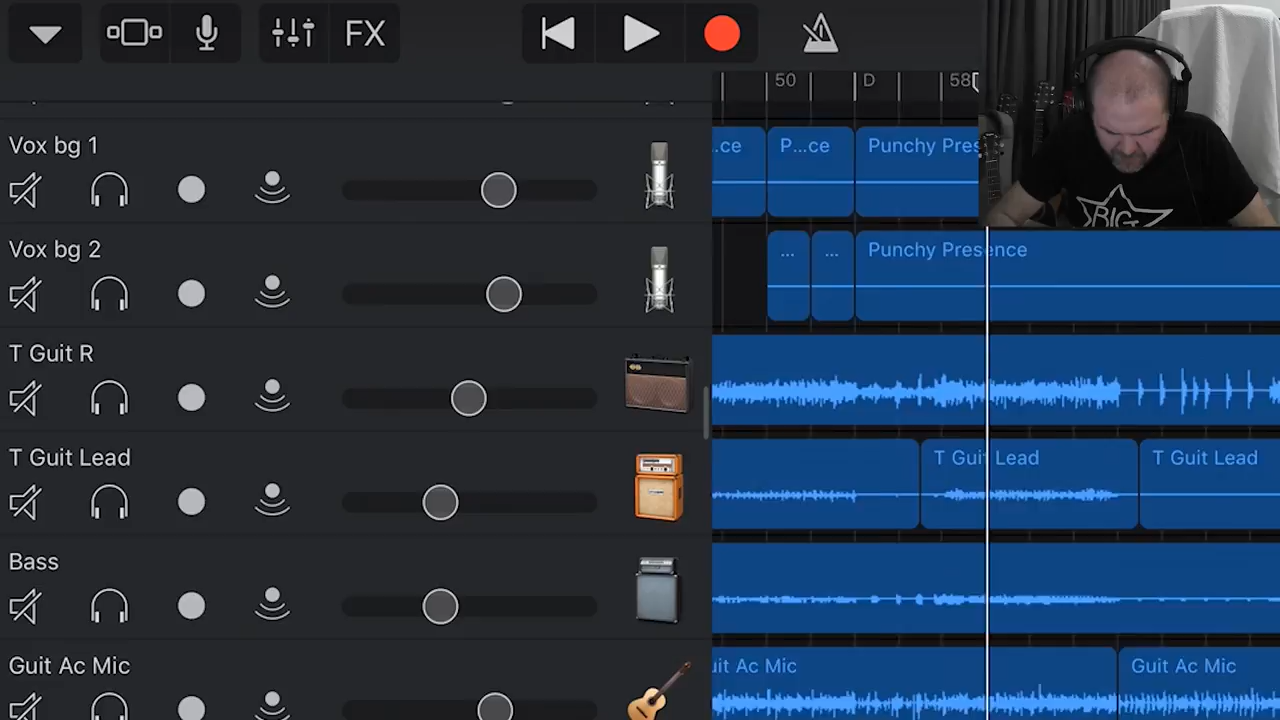 FX
50 D 58
Vox bg 1
...ce P...ce Punchy Pres
Vox bg 2
... ... Punchy Presence
T Guit R
T Guit Lead
T Guit Lead T Guit Lead
Bass
Guit Ac Mic
uit Ac Mic Guit Ac Mic
BIG